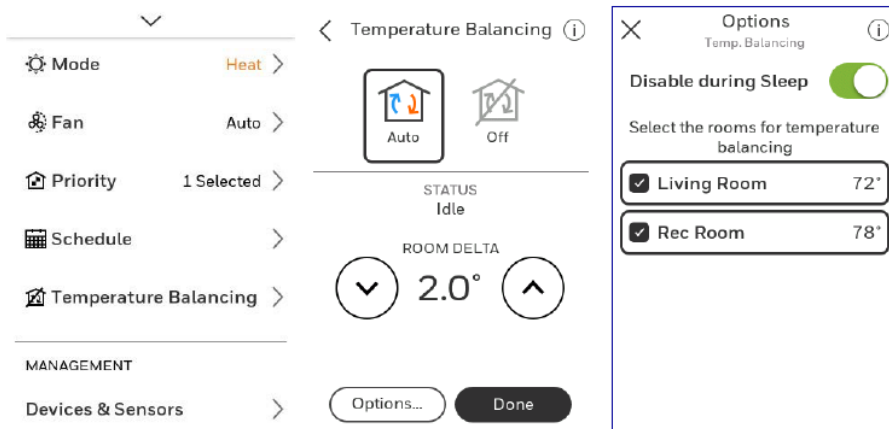 Mode Heat
Fan Auto
Priority 1 Selected
Schedule
Temperature Balancing
MANAGEMENT
Devices & Sensors
Temperature Balancing
Auto Off
STATUS
Idle
ROOM DELTA
2.0°
Options... Done
Options
Temp. Balancing
Disable during Sleep
Select the rooms for temperature
balancing
Living Room 72°
Rec Room 78°